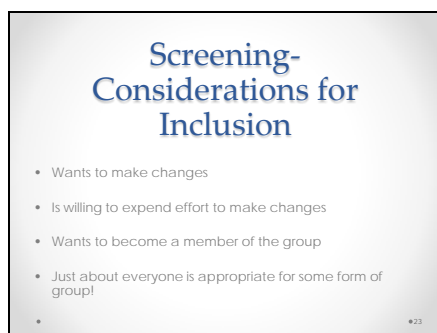 Screening-
Considerations for
Inclusion
• Wants to make changes
• Is willing to expend effort to make changes
• Wants to become a member of the group
• Just about everyone is appropriate for some form of
group!
•
•23